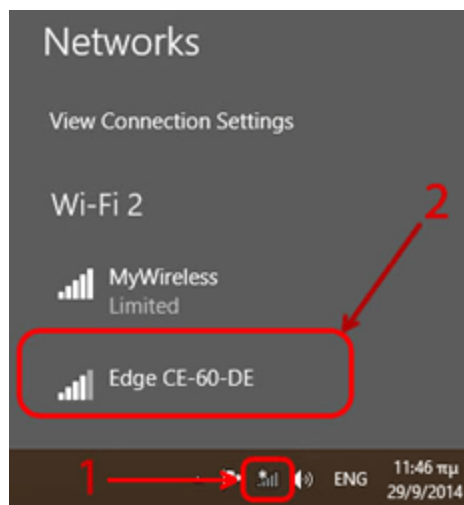 Networks
View Connection Settings
Wi-Fi 2
2
MyWireless
Limited
Edge CE-60-DE
1
ENG
11:46 πμ
29/9/2014